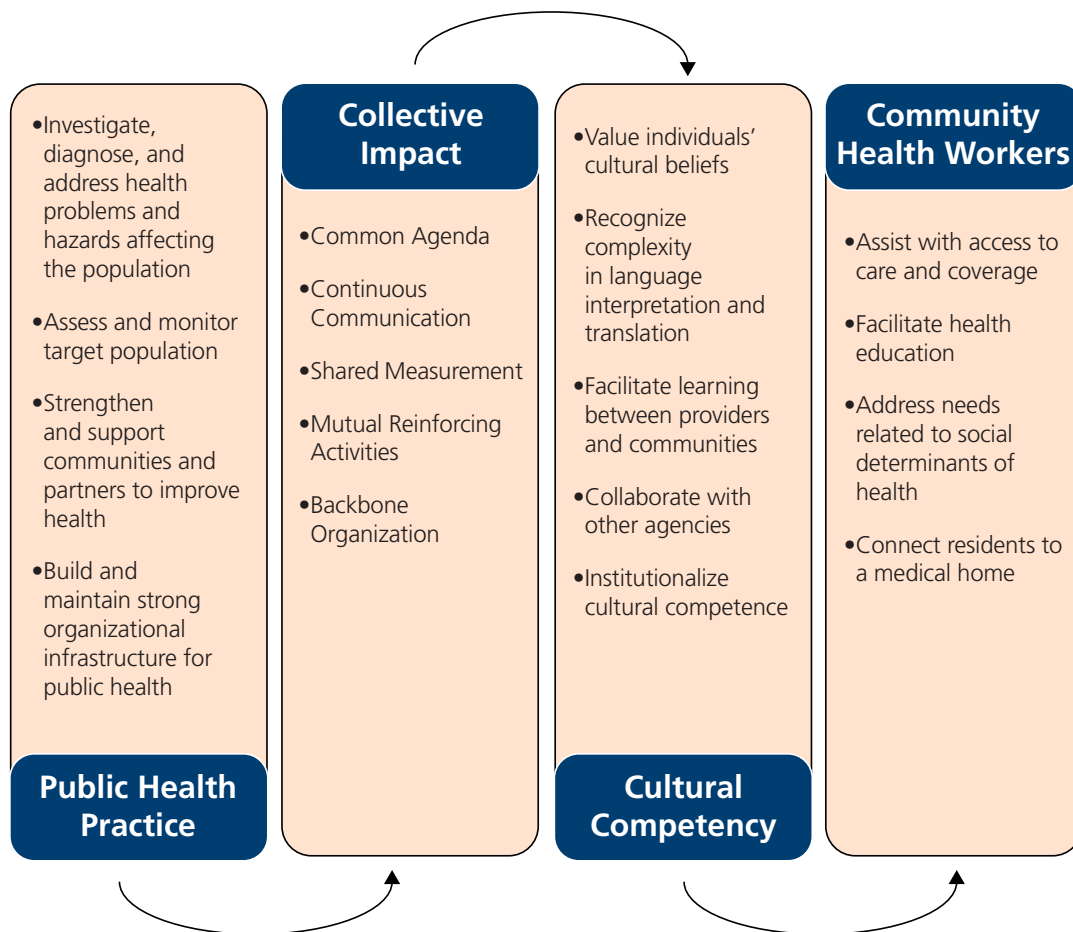 •Investigate,
diagnose, and
address health
problems and
hazards affecting
the population
•Assess and monitor
target population
•Strengthen
and support
communities and
partners to improve
health
•Build and
maintain strong
organizational
infrastructure for
public health
Public Health
Practice
Collective
Impact
•Common Agenda
•Continuous
Communication
•Shared Measurement
•Mutual Reinforcing
Activities
•Backbone
Organization
•Value individuals’
cultural beliefs
•Recognize
complexity
in language
interpretation and
translation
•Facilitate learning
between providers
and communities
•Collaborate with
other agencies
•Institutionalize
cultural competence
Cultural
Competency
Community
Health Workers
•Assist with access to
care and coverage
•Facilitate health
education
•Address needs
related to social
determinants of
health
•Connect residents to
a medical home